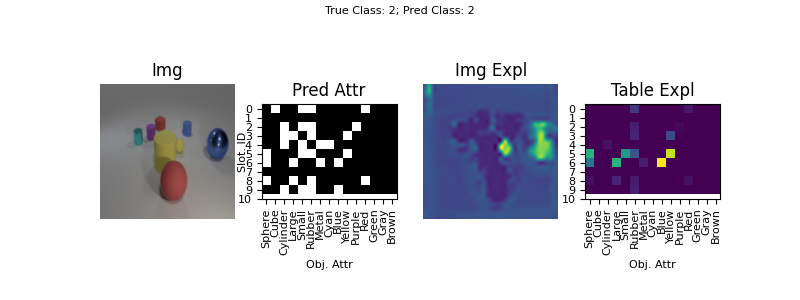 True Class: 2; Pred Class: 2
Img
Pred Attr
Img Expl
Table Expl
Slot. ID
0
1
2
3
4
5
6
7
8
9
10
0
1
2
3
4
5
6
7
8
9
10
Sphere
Cube
Cylinder
Large
Small
Rubber
Metal
Cyan
Blue
Yellow
Purple
Red
Green
Gray
Brown
Obj. Attr
Sphere
Cube
Cylinder
Large
Small
Rubber
Metal
Cyan
Blue
Yellow
Purple
Red
Green
Gray
Brown
Obj. Attr